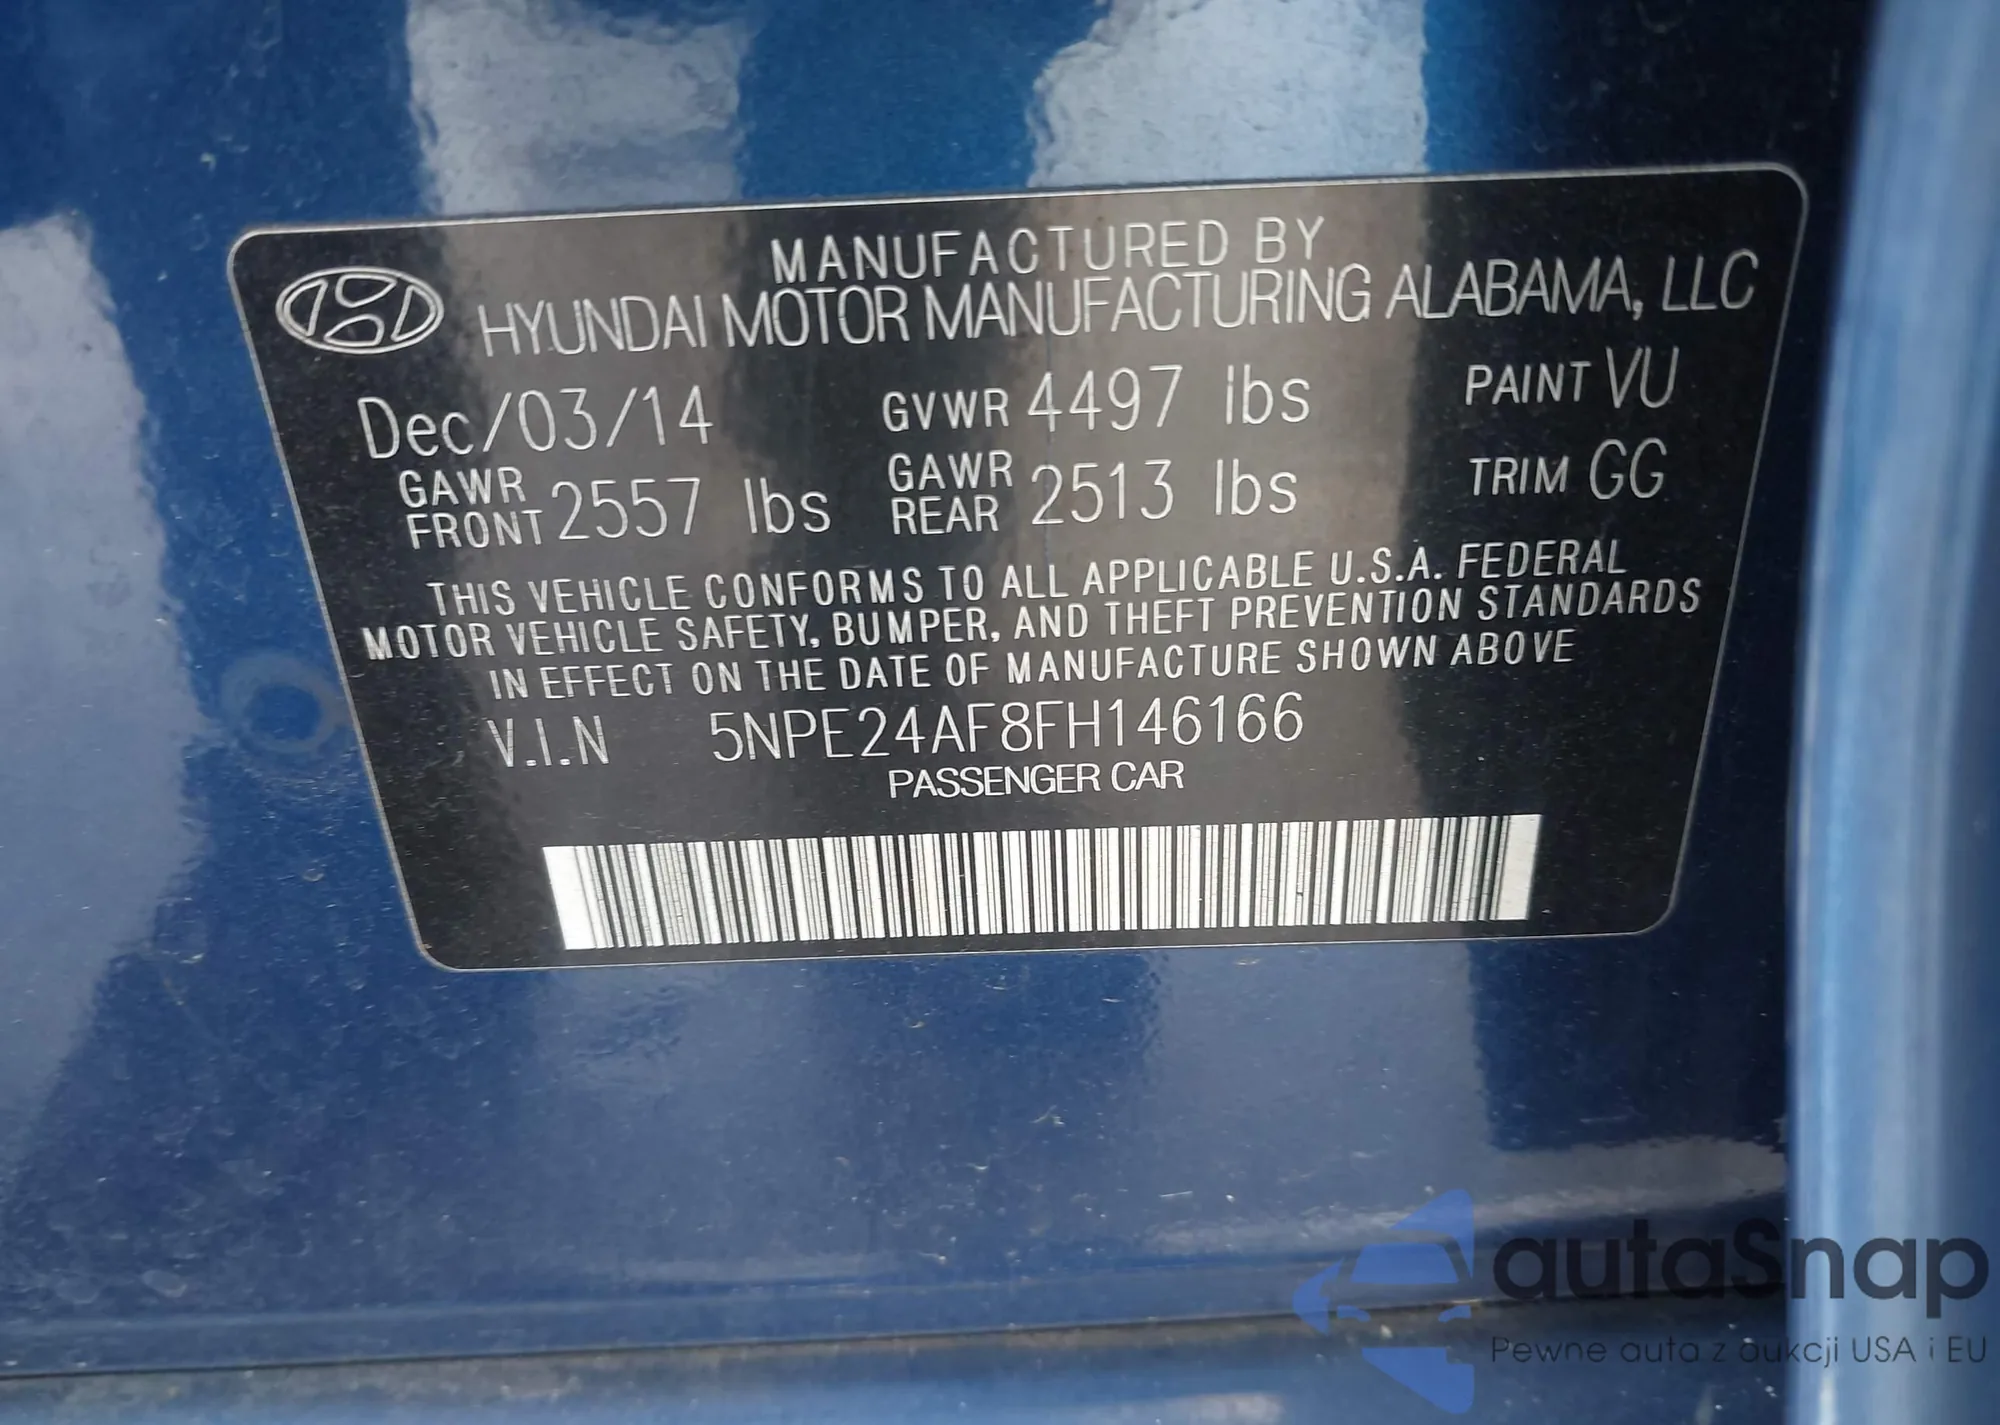 MANUFACTURED BY
HYUNDAI MOTOR MANUFACTURING ALABAMA, LLC
Dec/03/14 GVWR 4497 lbs PAINT VU
GAWR FRONT 2557 lbs GAWR REAR 2513 lbs TRIM GG
THIS VEHICLE CONFORMS TO ALL APPLICABLE U.S.A. FEDERAL
MOTOR VEHICLE SAFETY, BUMPER, AND THEFT PREVENTION STANDARDS
IN EFFECT ON THE DATE OF MANUFACTURE SHOWN ABOVE
V.I.N 5NPE24AF8FH146166
PASSENGER CAR
autaSnap
Pewne auta z aukcji USA i EU